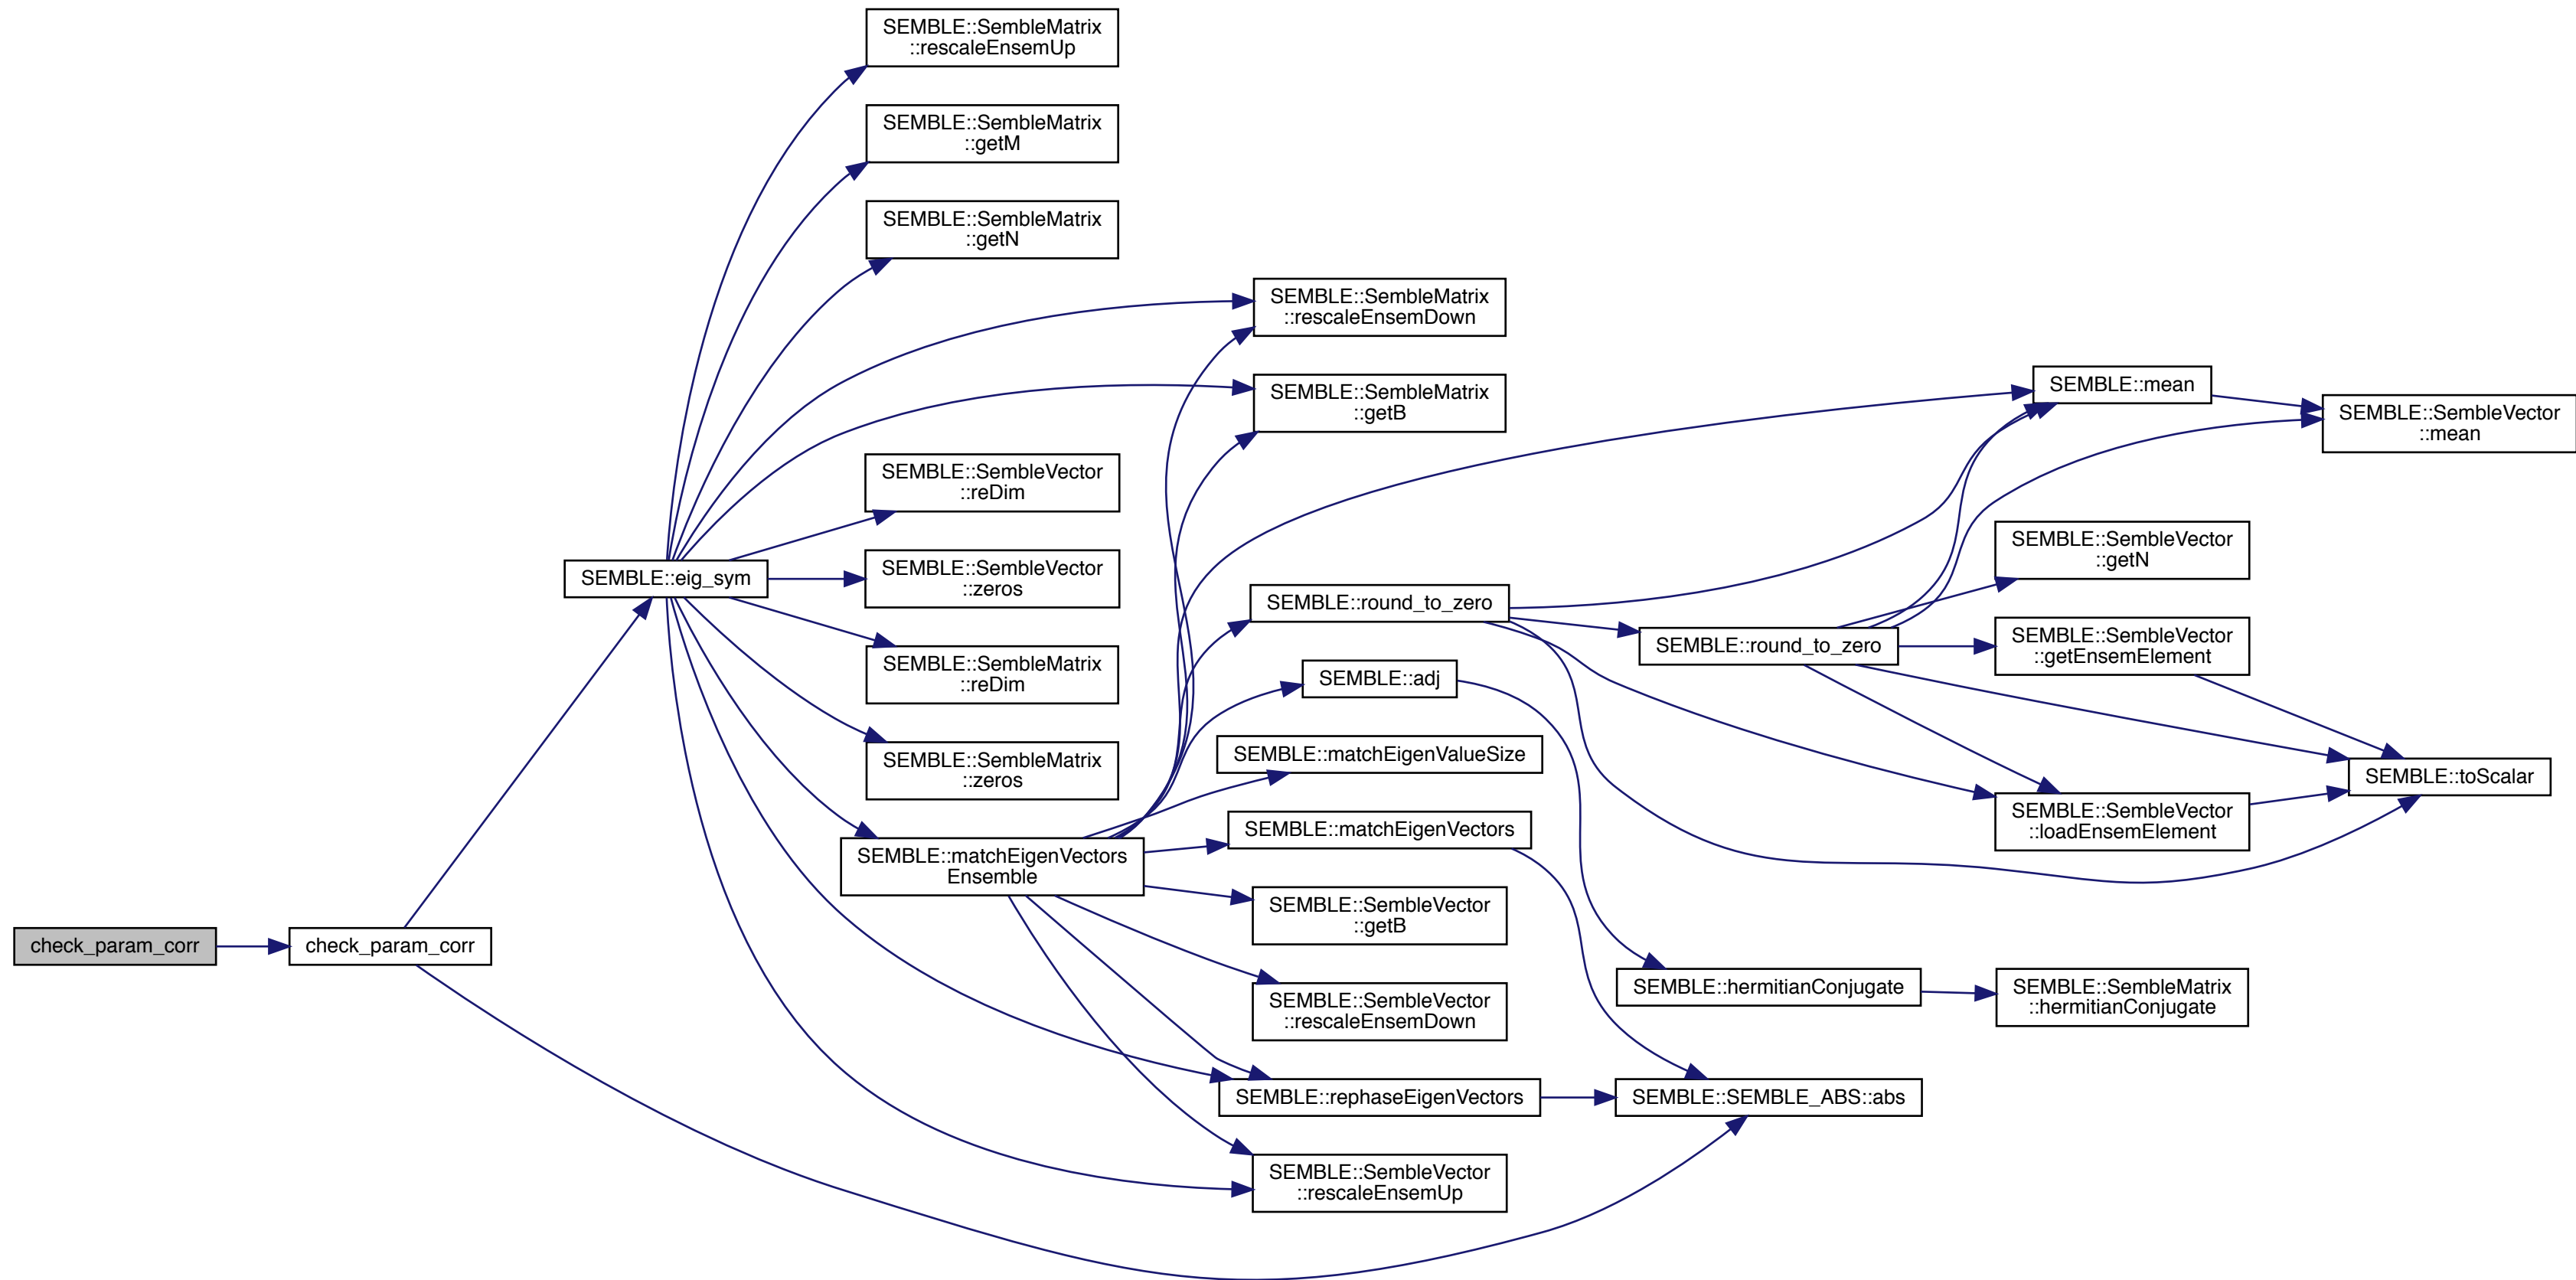 SEMBLE::SembleMatrix
::rescaleEnsemUp
SEMBLE::SembleMatrix
::getM
SEMBLE::SembleMatrix
::getN
SEMBLE::SembleMatrix
::rescaleEnsemDown
SEMBLE::SembleMatrix
::getB
SEMBLE::mean
SEMBLE::SembleVector
::mean
SEMBLE::SembleVector
::reDim
SEMBLE::SembleVector
::getN
SEMBLE::eig_sym
SEMBLE::SembleVector
::zeros
SEMBLE::round_to_zero
SEMBLE::round_to_zero
SEMBLE::SembleVector
::getEnsemElement
SEMBLE::SembleMatrix
::reDim
SEMBLE::adj
SEMBLE::matchEigenValueSize
SEMBLE::SembleMatrix
::zeros
SEMBLE::toScalar
SEMBLE::matchEigenVectors
SEMBLE::SembleVector
::loadEnsemElement
SEMBLE::matchEigenVectors
Ensemble
SEMBLE::SembleVector
::getB
check_param_corr
check_param_corr
SEMBLE::hermitianConjugate
SEMBLE::SembleMatrix
::hermitianConjugate
SEMBLE::SembleVector
::rescaleEnsemDown
SEMBLE::rephaseEigenVectors
SEMBLE::SEMBLE_ABS::abs
SEMBLE::SembleVector
::rescaleEnsemUp